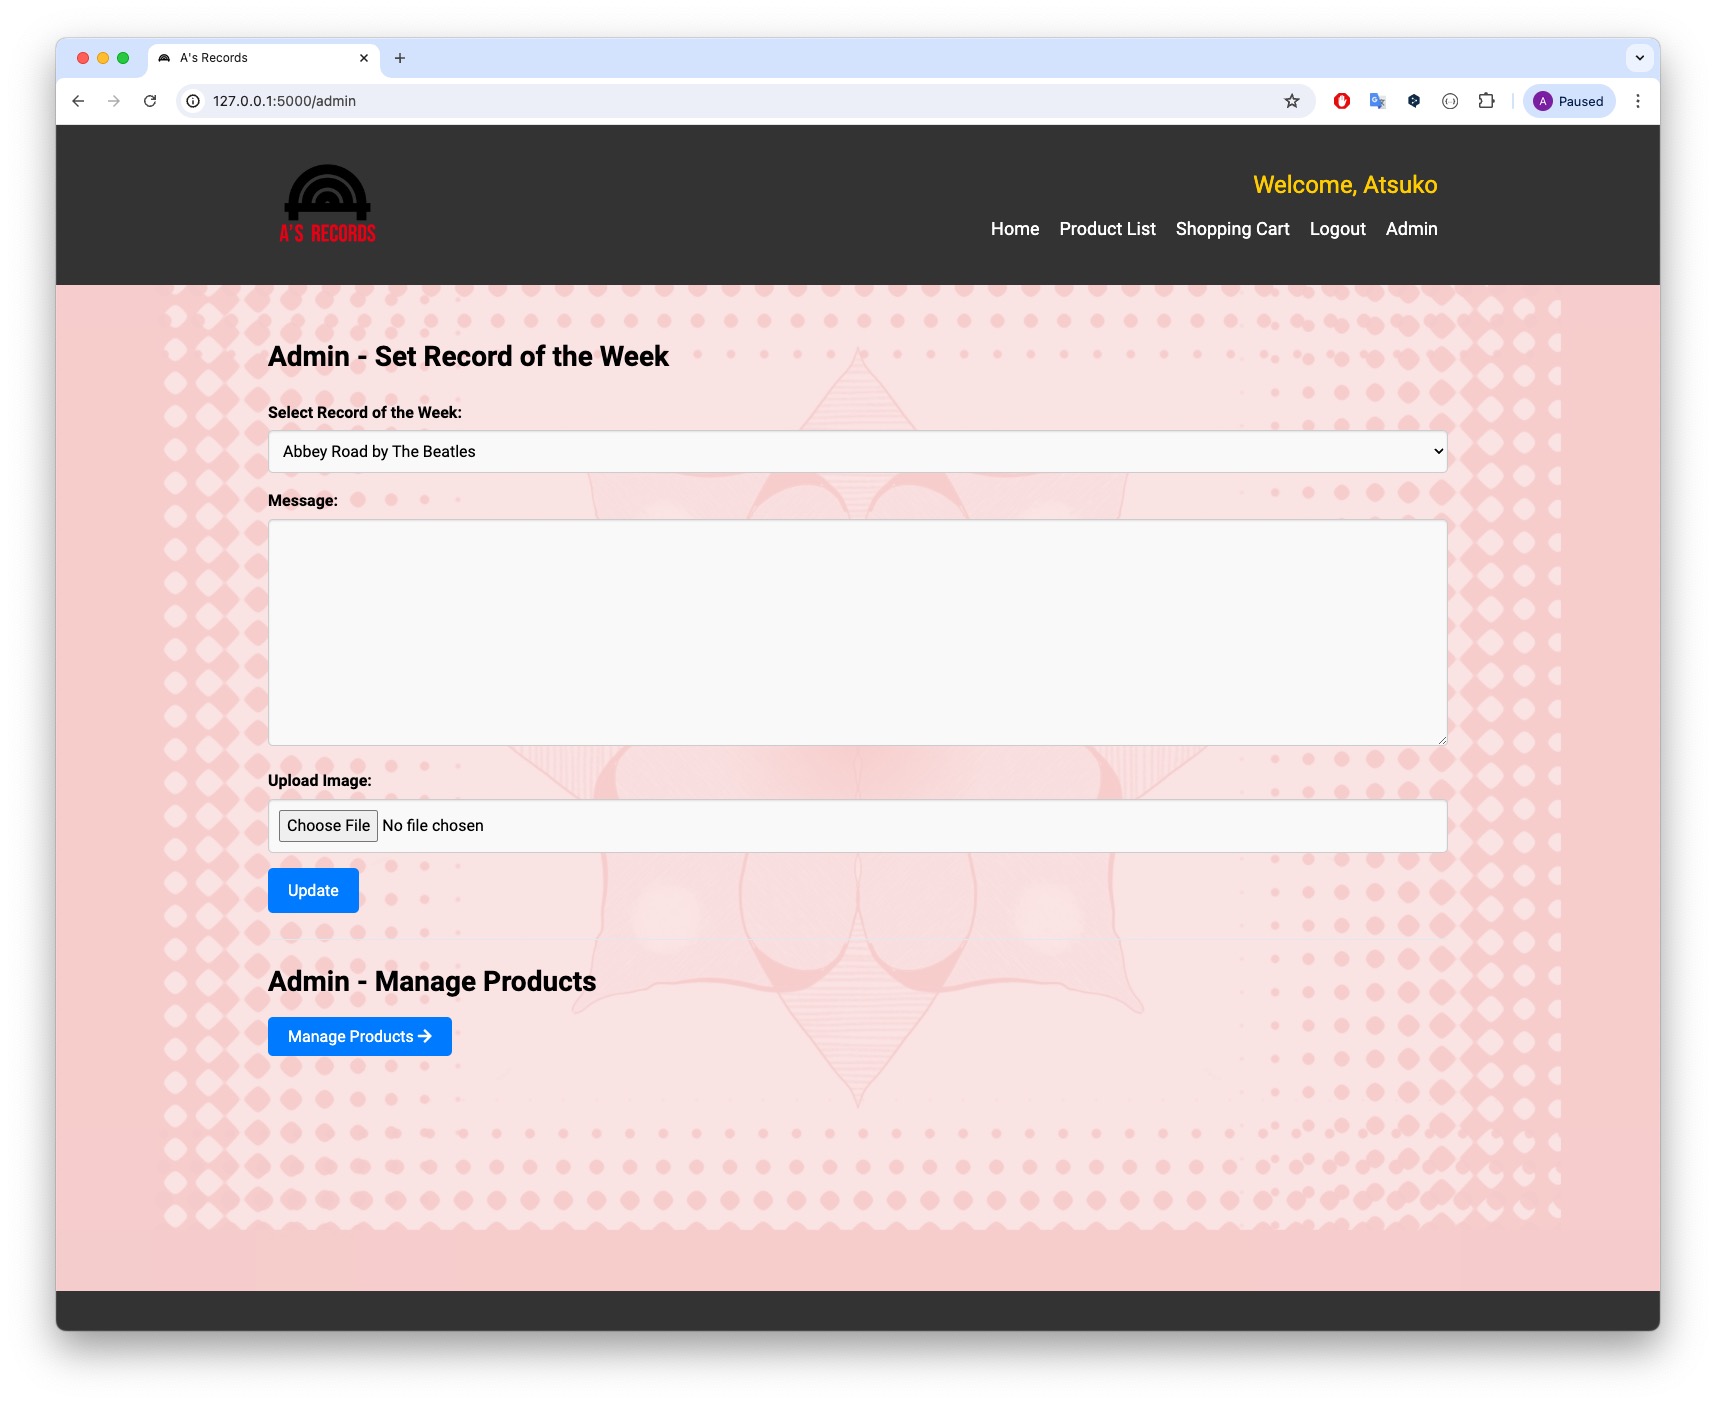 A's Records
127.0.0.1:5000/admin
A
Paused
A'S RECORDS
Welcome, Atsuko
Home Product List Shopping Cart Logout Admin
Admin - Set Record of the Week
Select Record of the Week:
Abbey Road by The Beatles
Message:
Upload Image:
Choose File No file chosen
Update
Admin - Manage Products
Manage Products →